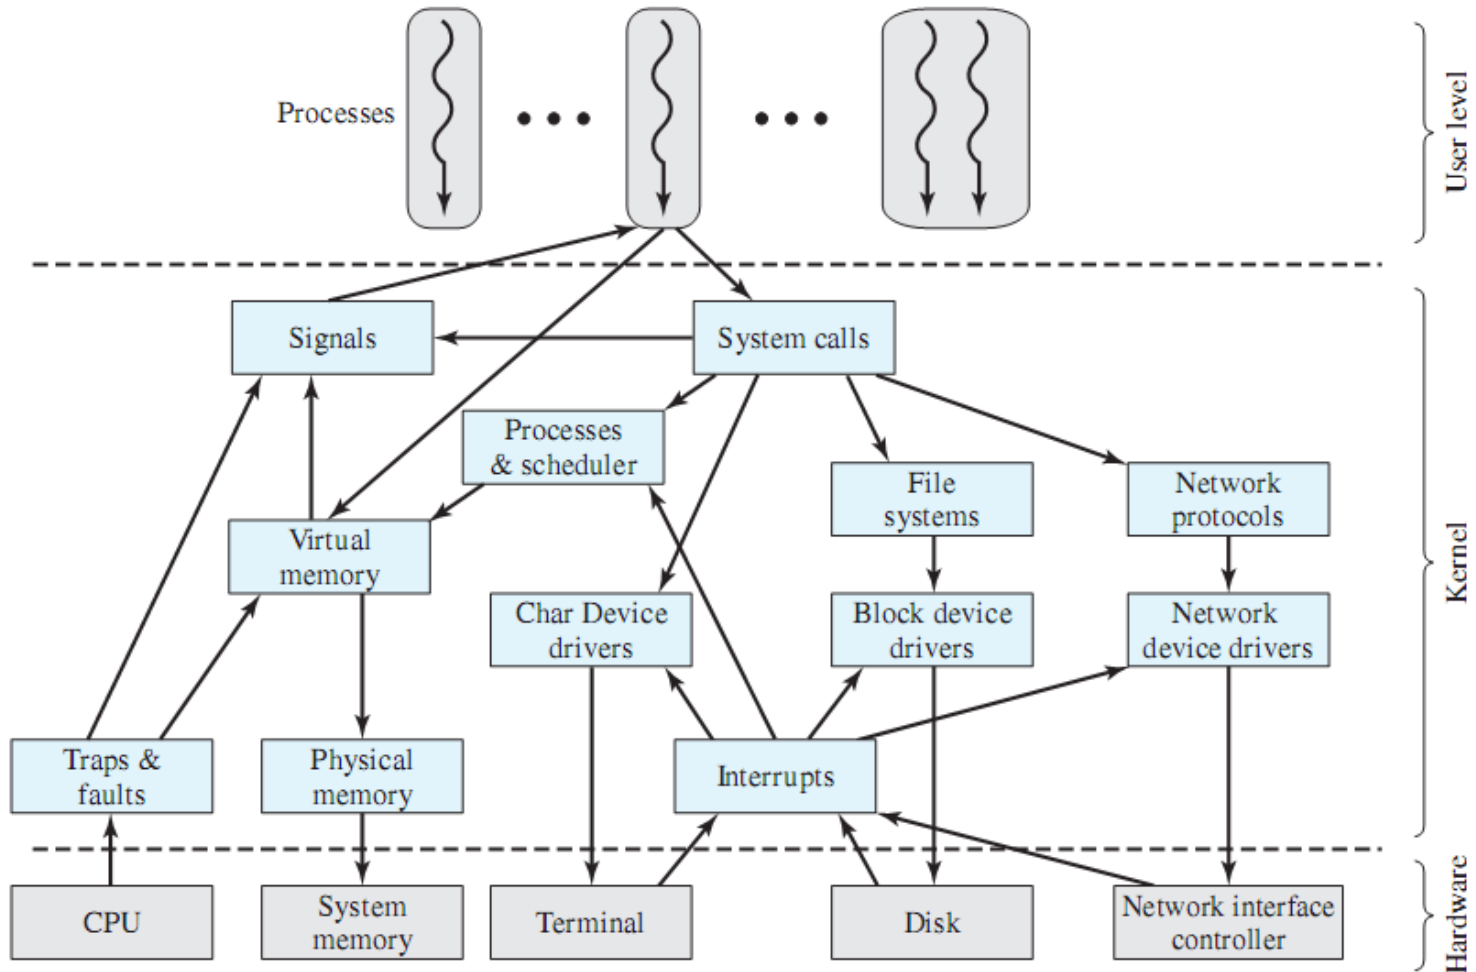 Processes
User level
Signals
System calls
Processes
& scheduler
File
systems
Network
protocols
Virtual
memory
Char Device
drivers
Block device
drivers
Network
device drivers
Kernel
Traps &
faults
Physical
memory
Interrupts
CPU
System
memory
Terminal
Disk
Network interface
controller
Hardware